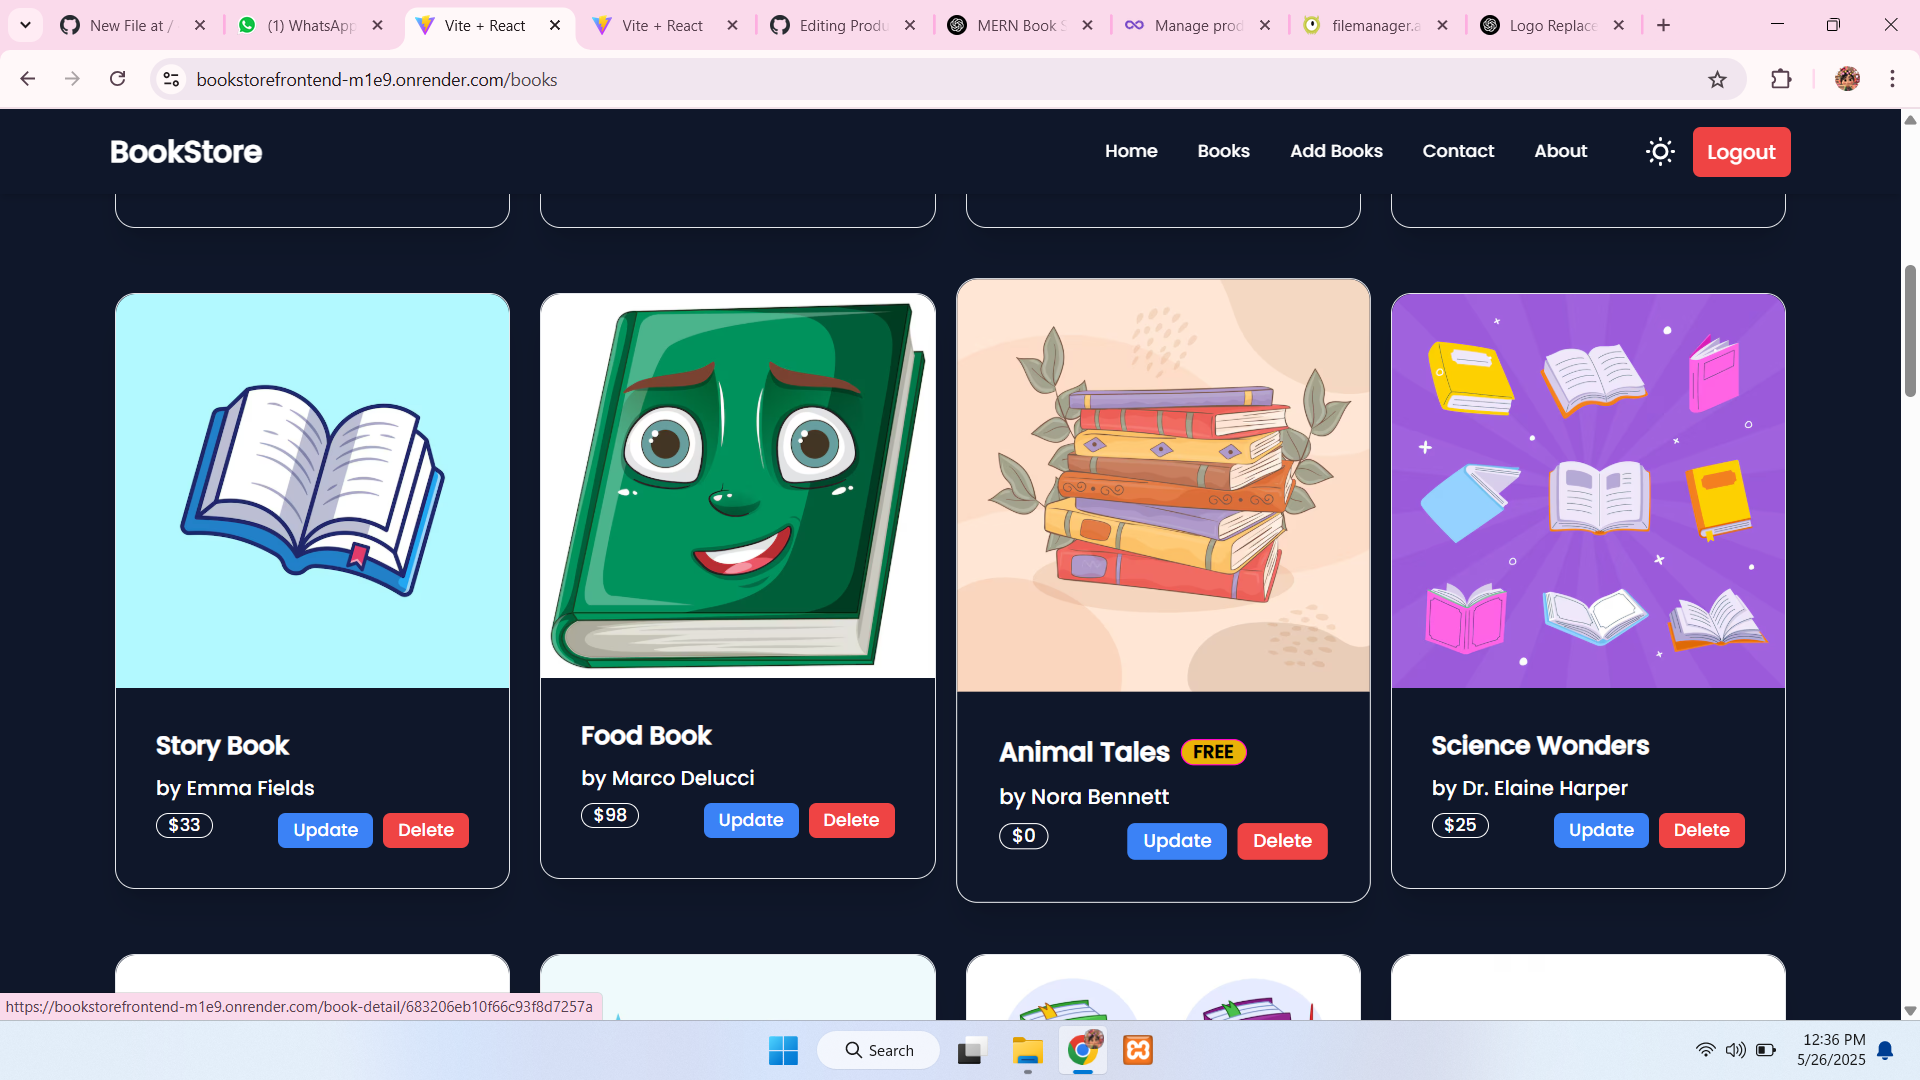 New File at /
(1) WhatsApp
Vite + React
Vite + React
Editing Produ
MERN Book S
Manage prod
filemanager.a
Logo Replace
bookstorefrontend-m1e9.onrender.com/books
BookStore
Home
Books
Add Books
Contact
About
Logout
Story Book
by Emma Fields
$33
Update
Delete
Food Book
by Marco Delucci
$98
Update
Delete
Animal Tales FREE
by Nora Bennett
$0
Update
Delete
Science Wonders
by Dr. Elaine Harper
$25
Update
Delete
https://bookstorefrontend-m1e9.onrender.com/book-detail/683206eb10f66c93f8d7257a
Search
12:36 PM
5/26/2025